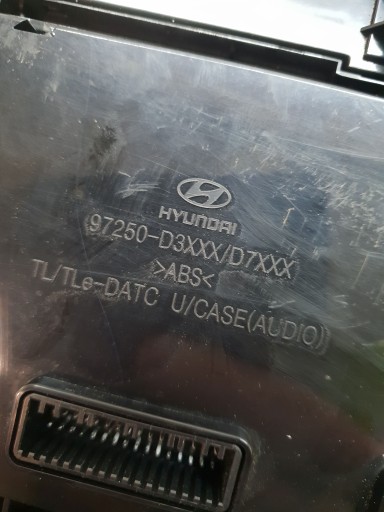 HYUNDAI
97250-D3XXX/D7XXX
>ABS<
TL/TLe-DATC U/CASE(AUDIO)